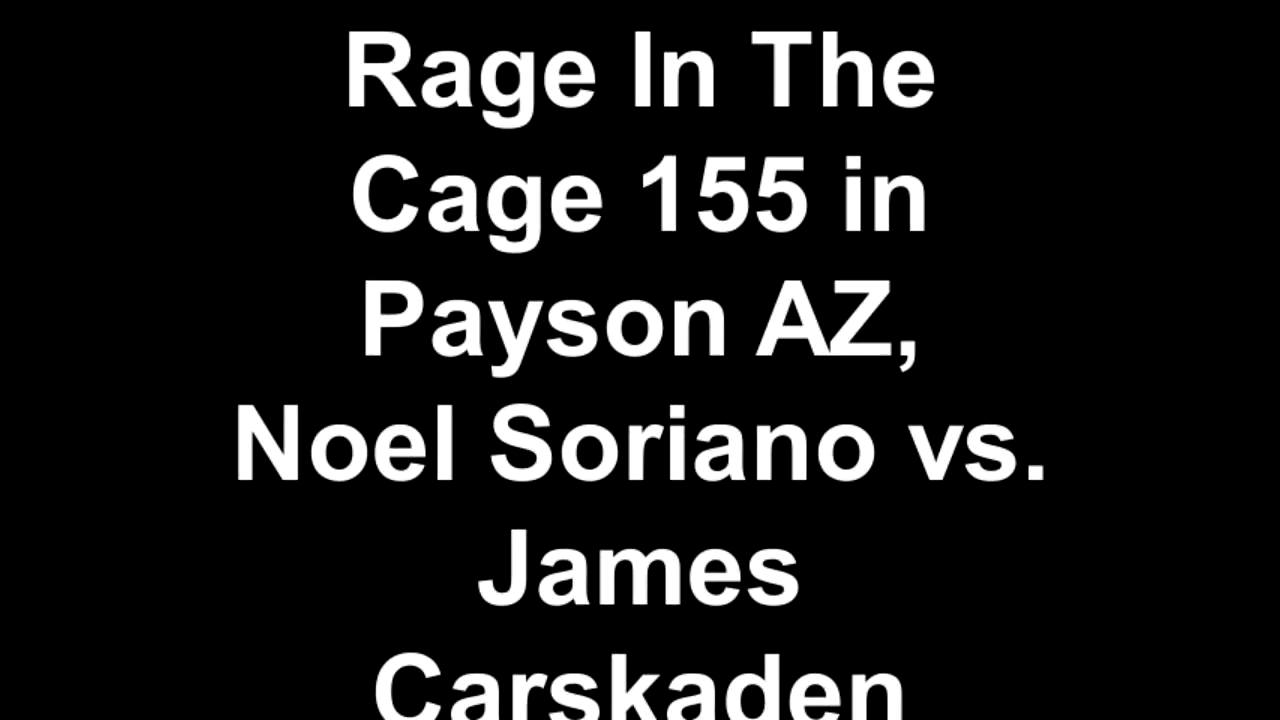 Rage In The
Cage 155 in
Payson AZ,
Noel Soriano vs.
James
Carskaden